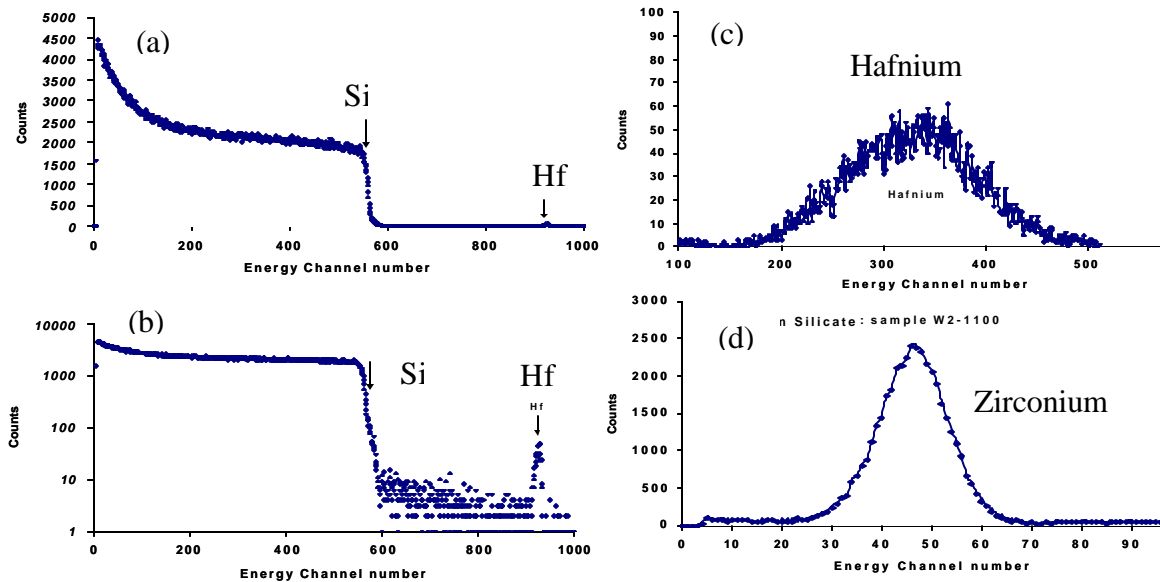 (a)
5000
4500
4000
3500
3000
2500
2000
1500
1000
500
0
Counts
Si
Hf
0 200 400 600 800 1000
Energy Channel number
(b)
10000
1000
100
10
1
Counts
Si
Hf
Hf
0 200 400 600 800 1000
Energy Channel number
(c)
100
90
80
70
60
50
40
30
20
10
0
Counts
Hafnium
Hafnium
100 200 300 400 500
Energy Channel number
(d)
n Silicate: sample W2-1100
3000
2500
2000
1500
1000
500
0
Counts
Zirconium
0 10 20 30 40 50 60 70 80 90
Energy Channel number